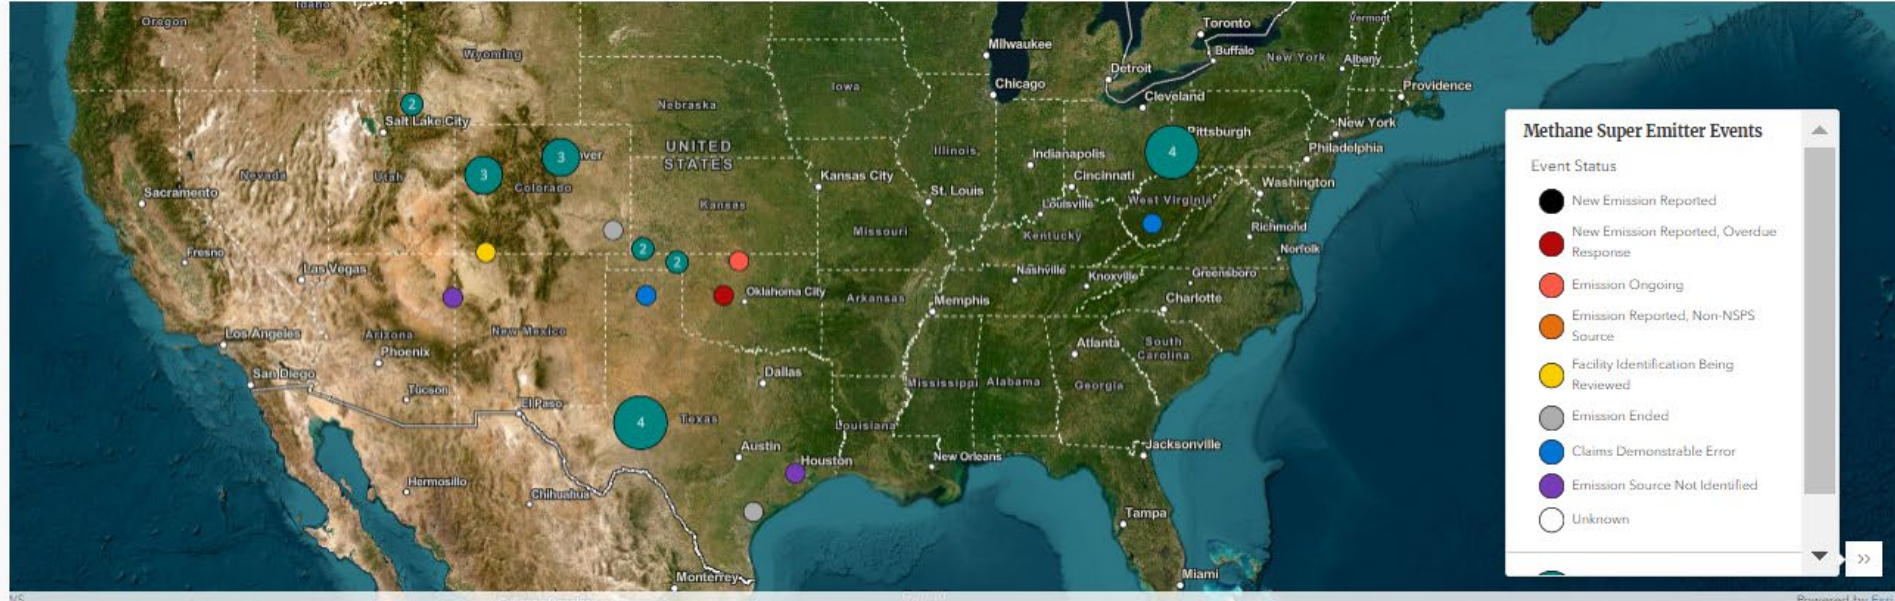 Idaho
Oregon
Wyoming
Toronto
Vermont
Milwaukee
Buffalo
New York
Albany
Detroit
Chicago
Iowa
Nebraska
Cleveland
Providence
2
Salt Lake City
New York
Pittsburgh
4
Philadelphia
UNITED
STATES
3
nver
3
Illinois
Indianapolis
Nevada
Utah
Colorado
Kansas City
Cincinnati
Washington
Sacramento
St. Louis
Louisville
West Virginia
Kansas
Missouri
Kentucky
Richmond
Norfolk
2
2
Fresno
Las Vegas
Nashville
Knoxville
Greensboro
Oklahoma City
Arkansas
Memphis
Charlotte
Los Angeles
Arizona
New Mexico
Phoenix
Atlanta
South
Carolina
San Diego
Tucson
Dallas
Mississippi
Alabama
Georgia
El Paso
4
Texas
Louisiana
Austin
Houston
New Orleans
Jacksonville
Hermosillo
Chihuahua
Tampa
Monterrey
Miami
Methane Super Emitter Events
Event Status
New Emission Reported
New Emission Reported, Overdue
Response
Emission Ongoing
Emission Reported, Non-NSPS
Source
Facility Identification Being
Reviewed
Emission Ended
Claims Demonstrable Error
Emission Source Not Identified
Unknown
Powered by Esri